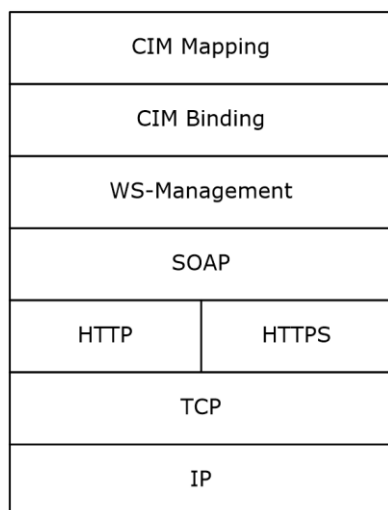 CIM Mapping
CIM Binding
WS-Management
SOAP
HTTP HTTPS
TCP
IP